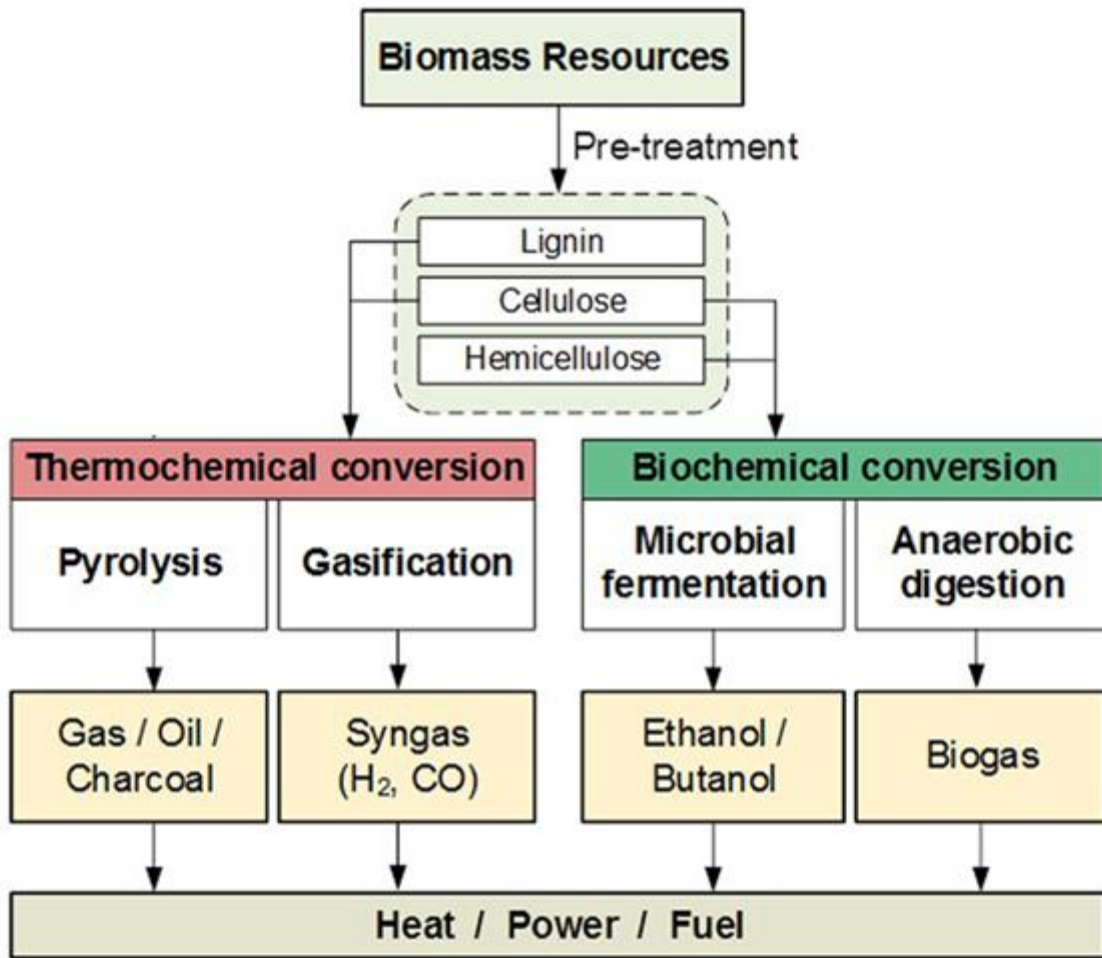 Biomass Resources
Pre-treatment
Lignin
Cellulose
Hemicellulose
Thermochemical conversion
Biochemical conversion
Pyrolysis
Gasification
Microbial
fermentation
Anaerobic
digestion
Gas / Oil /
Charcoal
Syngas
(H₂, CO)
Ethanol /
Butanol
Biogas
Heat / Power / Fuel